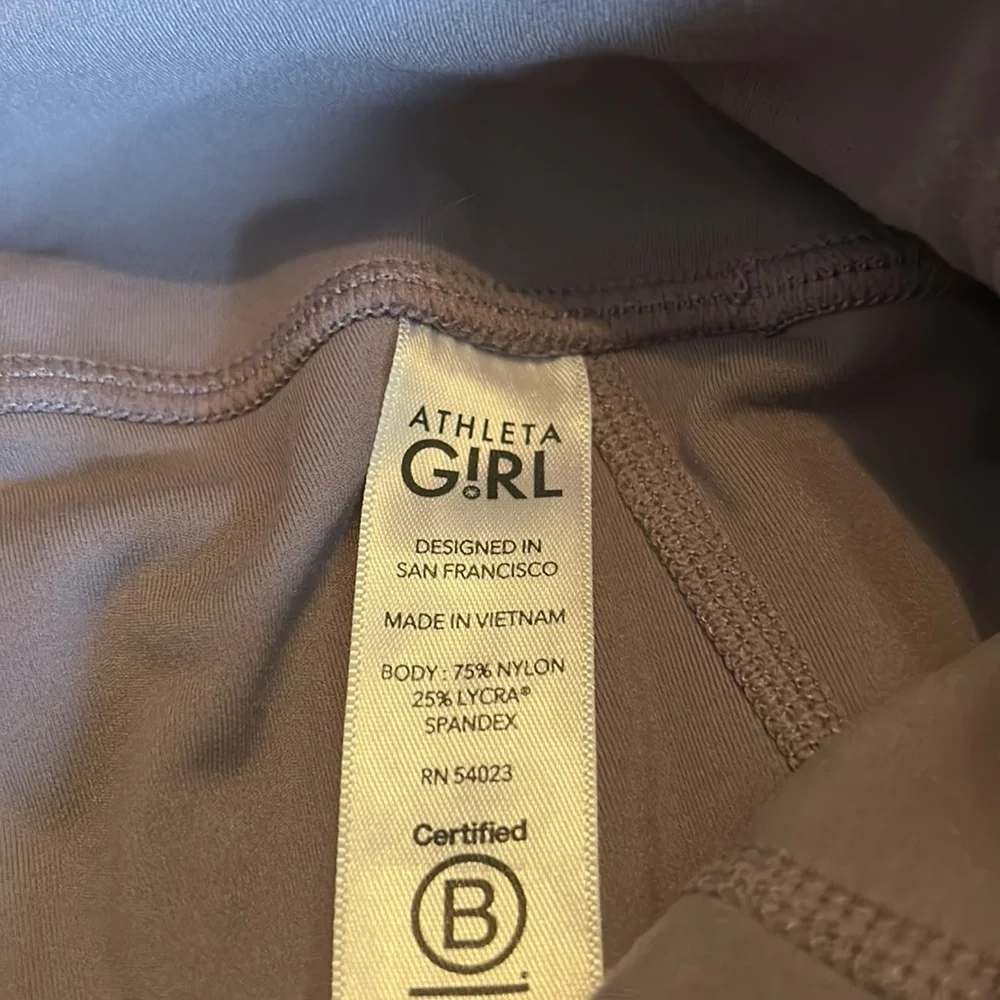 ATHLETA
G!RL
DESIGNED IN
SAN FRANCISCO
MADE IN VIETNAM
BODY : 75% NYLON
25% LYCRA®
SPANDEX
RN 54023
Certified
B